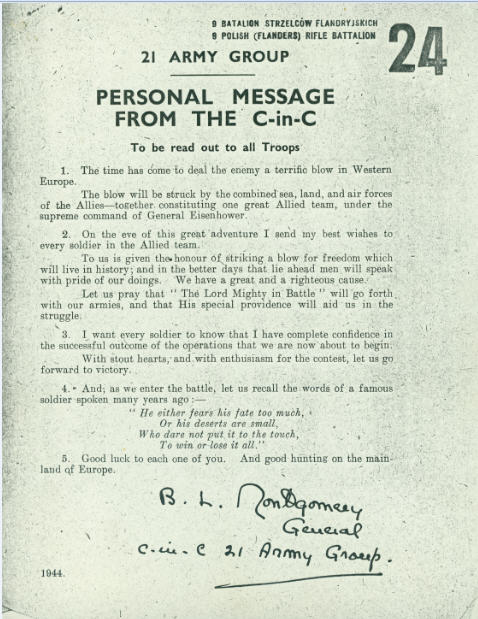 9 BATALION STRZELCÓW FLANDRYJSKICH
9 POLISH (FLANDERS) RIFLE BATTALION
24
21 ARMY GROUP
PERSONAL MESSAGE
FROM THE C-in-C
To be read out to all Troops
1. The time has come to deal the enemy a terrific blow in Western
Europe.
The blow will be struck by the combined sea, land, and air forces
of the Allies—together constituting one great Allied team, under the
supreme command of General Eisenhower.
2. On the eve of this great adventure I send my best wishes to
every soldier in the Allied team.
To us is given the honour of striking a blow for freedom which
will live in history; and in the better days that lie ahead men will speak
with pride of our doings. We have a great and a righteous cause.
Let us pray that " The Lord Mighty in Battle " will go forth
with our armies, and that His special providence will aid us in the
struggle.
3. I want every soldier to know that I have complete confidence in
the successful outcome of the operations that we are now about to begin.
With stout hearts, and with enthusiasm for the contest, let us go
forward to victory.
4. And, as we enter the battle, let us recall the words of a famous
soldier spoken many years ago :—
" He either fears his fate too much,
Or his deserts are small,
Who dare not put it to the touch,
To win or lose it all."
5. Good luck to each one of you. And good hunting on the main-
land of Europe.
B. L. Montgomery
General
C-in-C 21 Army Group.
1944.